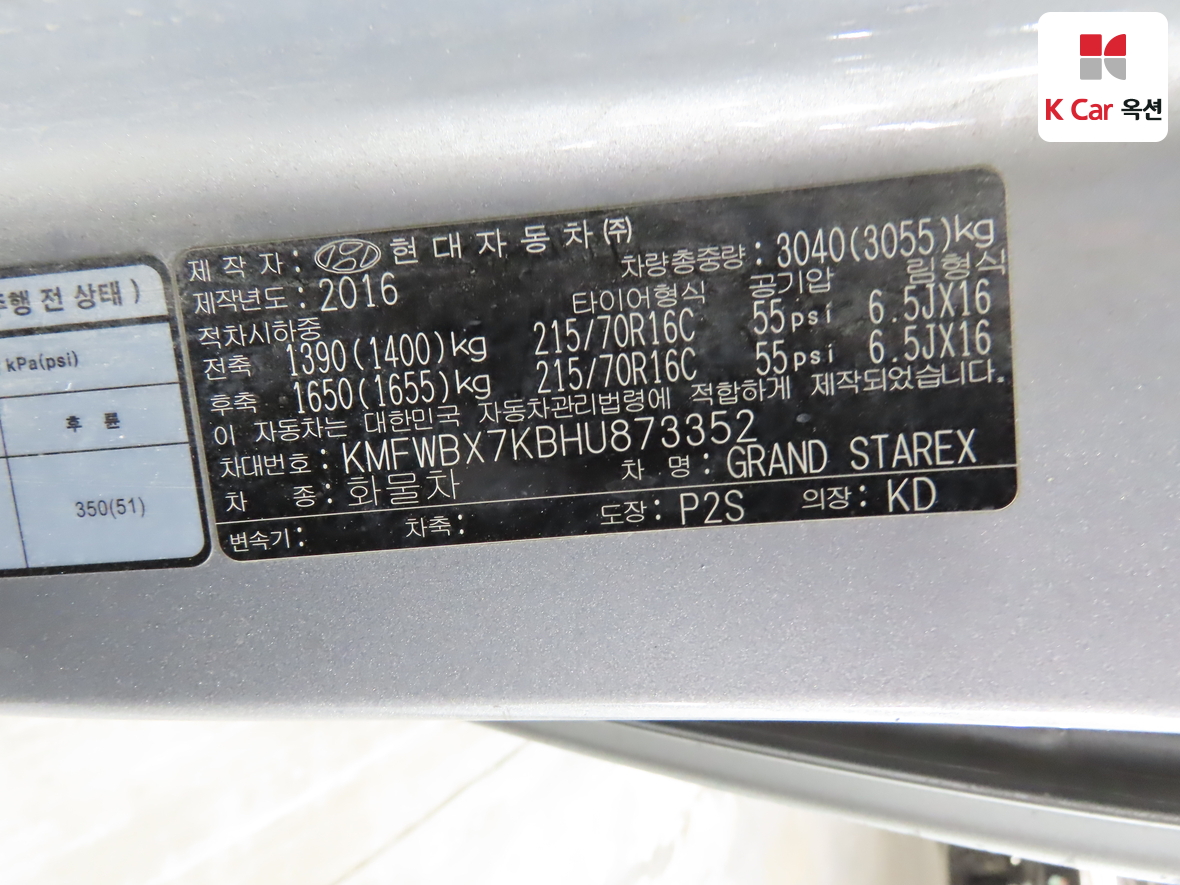 K Car 옥션
제 작 자 : 현 대 자 동 차 ㈜
차량총중량 : 3040(3055)kg
제작년도 : 2016
타이어형식 공기압 림형식
적차시하중
전축 1390(1400)kg 215/70R16C 55psi 6.5JX16
후축 1650(1655)kg 215/70R16C 55psi 6.5JX16
이 자동차는 대한민국 자동차관리법령에 적합하게 제작되었습니다.
차대번호 : KMFWBX7KBHU873352
차 종 : 화물차 차 명 : GRAND STAREX
변속기 : 차축 : 도장 : P2S 의장 : KD
행 전 상태 )
kPa(psi)
후 륜
350(51)